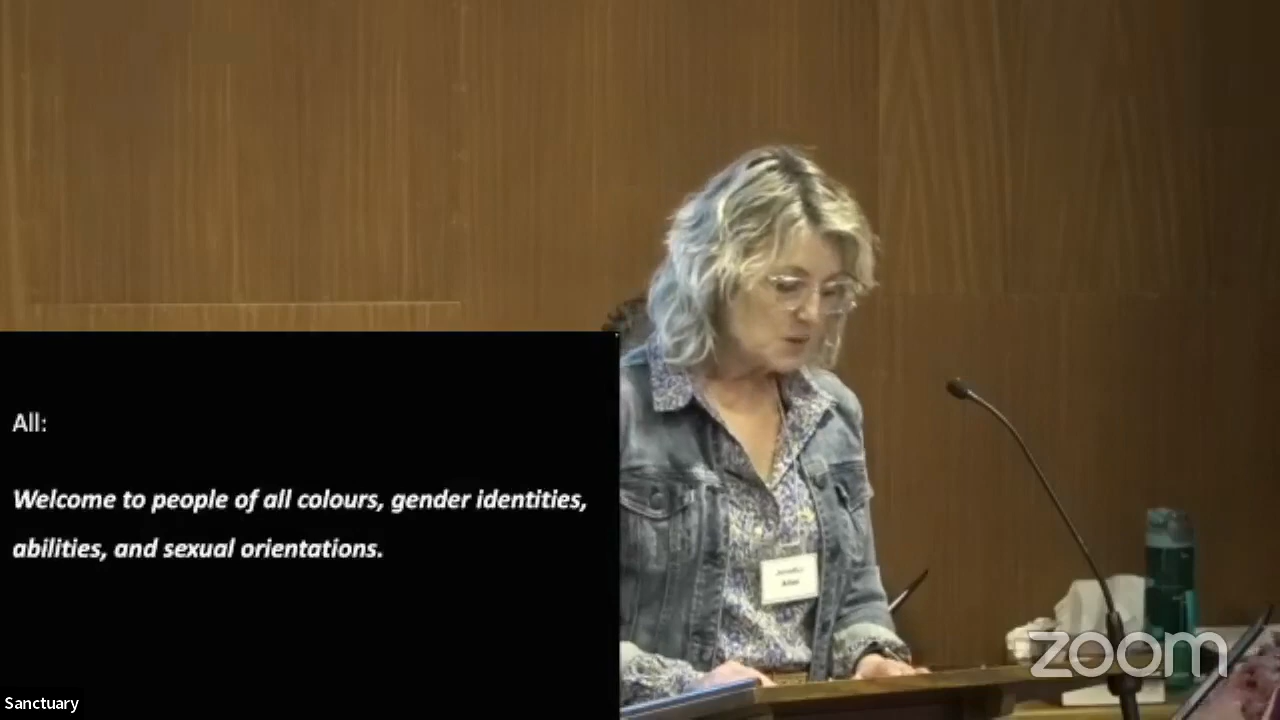 All:
Welcome to people of all colours, gender identities,
abilities, and sexual orientations.
Sanctuary
zoom